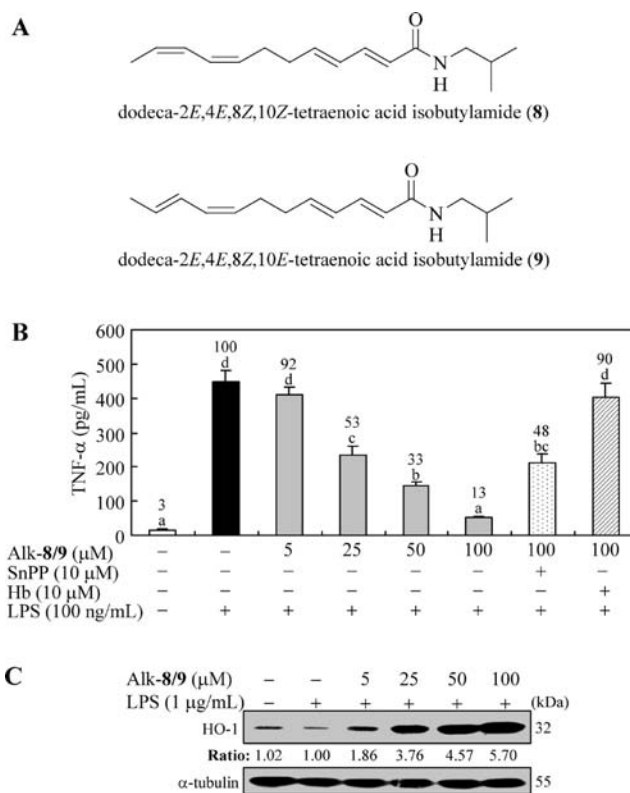 A
O
N
H
dodeca-2E,4E,8Z,10Z-tetraenoic acid isobutylamide (8)
O
N
H
dodeca-2E,4E,8Z,10E-tetraenoic acid isobutylamide (9)
B
TNF-α (pg/mL)
600
500
400
300
200
100
0
3 100 92 53 33 13 48 90
a d d c b a bc d
Alk-8/9 (μM) − − 5 25 50 100 100 100
SnPP (10 μM) − − − − − − + −
Hb (10 μM) − − − − − − − +
LPS (100 ng/mL) − + + + + + + +
C
Alk-8/9 (μM) − − 5 25 50 100
LPS (1 μg/mL) − + + + + + (kDa)
HO-1 32
Ratio: 1.02 1.00 1.86 3.76 4.57 5.70
α-tubulin 55